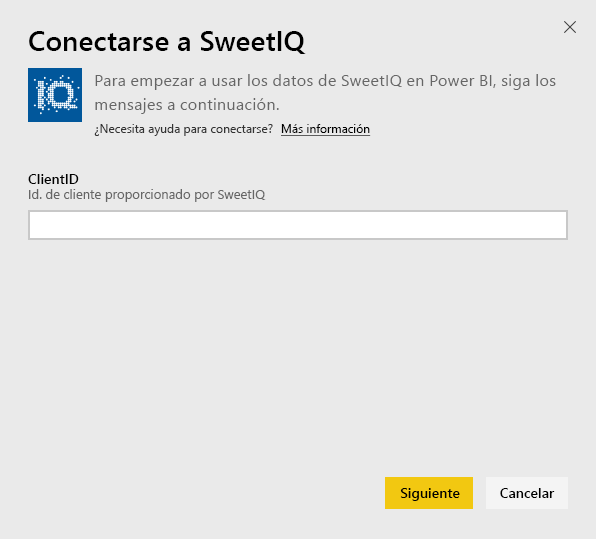 Conectarse a SweetIQ
IQ
Para empezar a usar los datos de SweetIQ en Power BI, siga los
mensajes a continuación.
¿Necesita ayuda para conectarse? Más información
ClientID
Id. de cliente proporcionado por SweetIQ
Siguiente
Cancelar